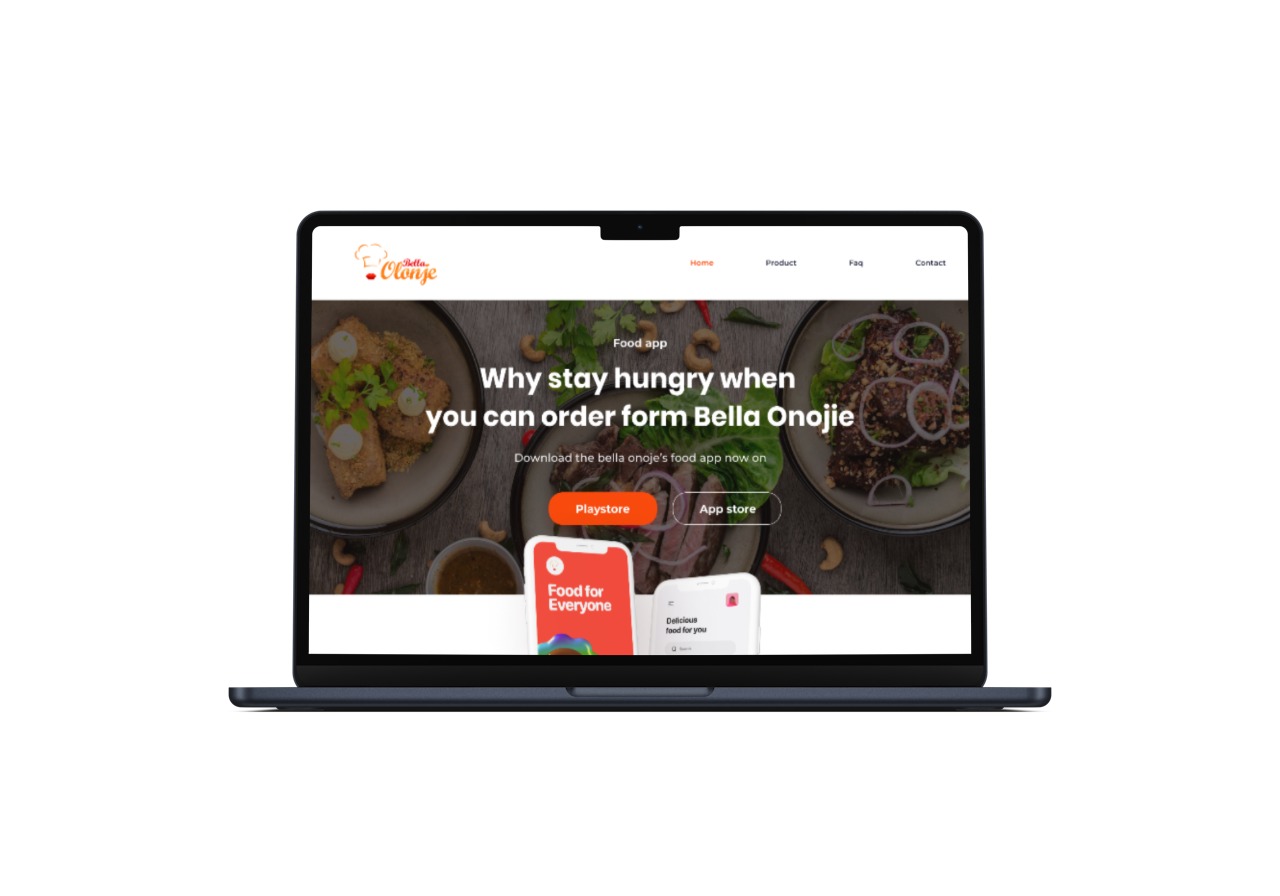 Bella
Olonje
Home Product Faq Contact
Food app
Why stay hungry when
you can order form Bella Onojie
Download the bella onoje's food app now on
Playstore App store
Food for
Everyone
Delicious
food for you
Search